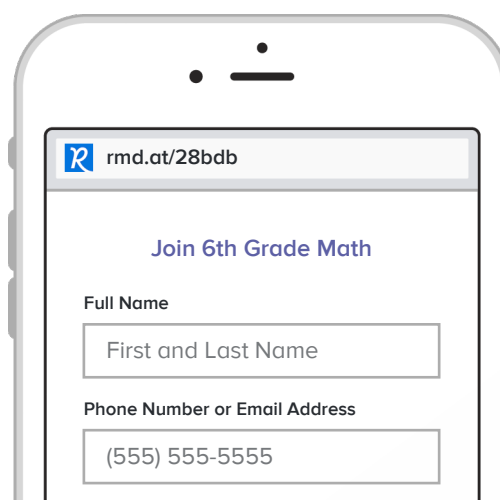 R rmd.at/28bdb
Join 6th Grade Math
Full Name
First and Last Name
Phone Number or Email Address
(555) 555-5555